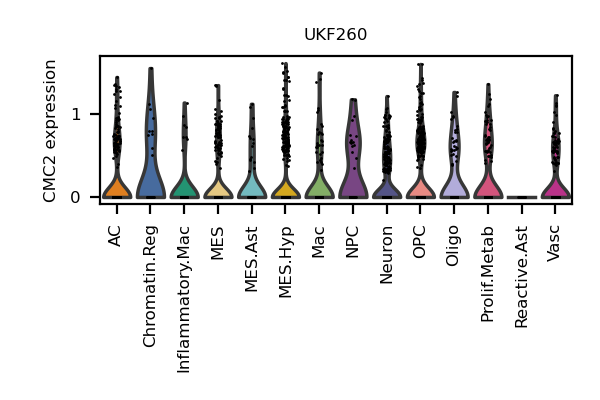 UKF260
CMC2 expression
1
0
AC
Chromatin.Reg
Inflammatory.Mac
MES
MES.Ast
MES.Hyp
Mac
NPC
Neuron
OPC
Oligo
Prolif.Metab
Reactive.Ast
Vasc